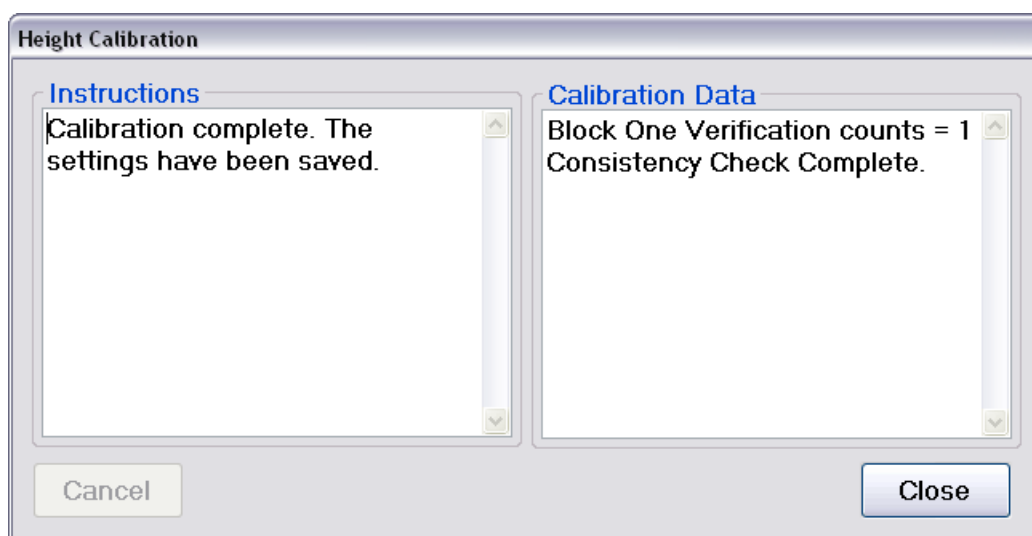 Height Calibration
Instructions
Calibration complete. The
settings have been saved.
Calibration Data
Block One Verification counts = 1
Consistency Check Complete.
Cancel
Close